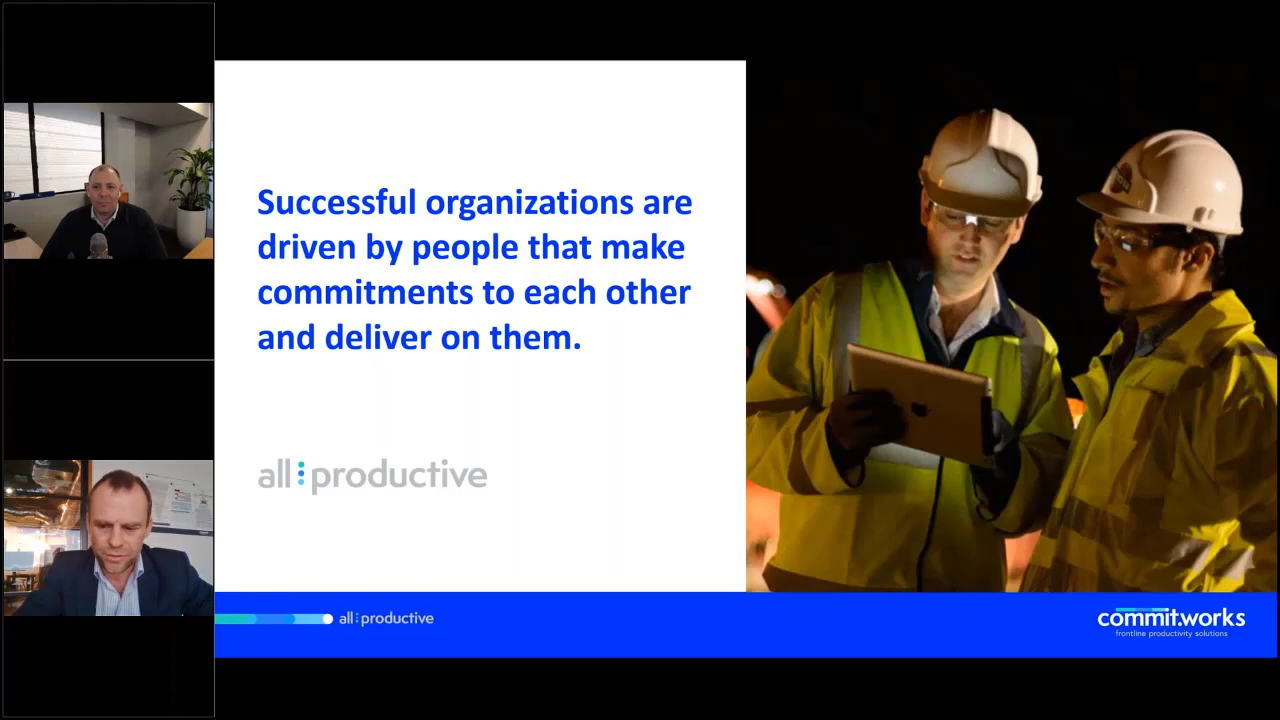 Successful organizations are
driven by people that make
commitments to each other
and deliver on them.
all:productive
all:productive
commit.works
frontline productivity solutions